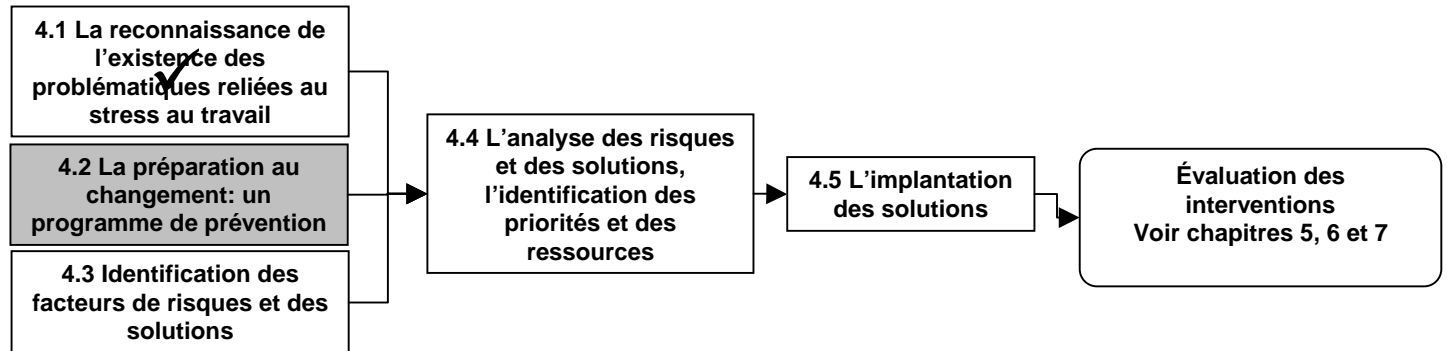 4.1 La reconnaissance de
l’existence des
problématiques reliées au
stress au travail
4.2 La préparation au
changement: un
programme de prévention
4.3 Identification des
facteurs de risques et des
solutions
4.4 L’analyse des risques
et des solutions,
l’identification des
priorités et des
ressources
4.5 L’implantation
des solutions
Évaluation des
interventions
Voir chapitres 5, 6 et 7